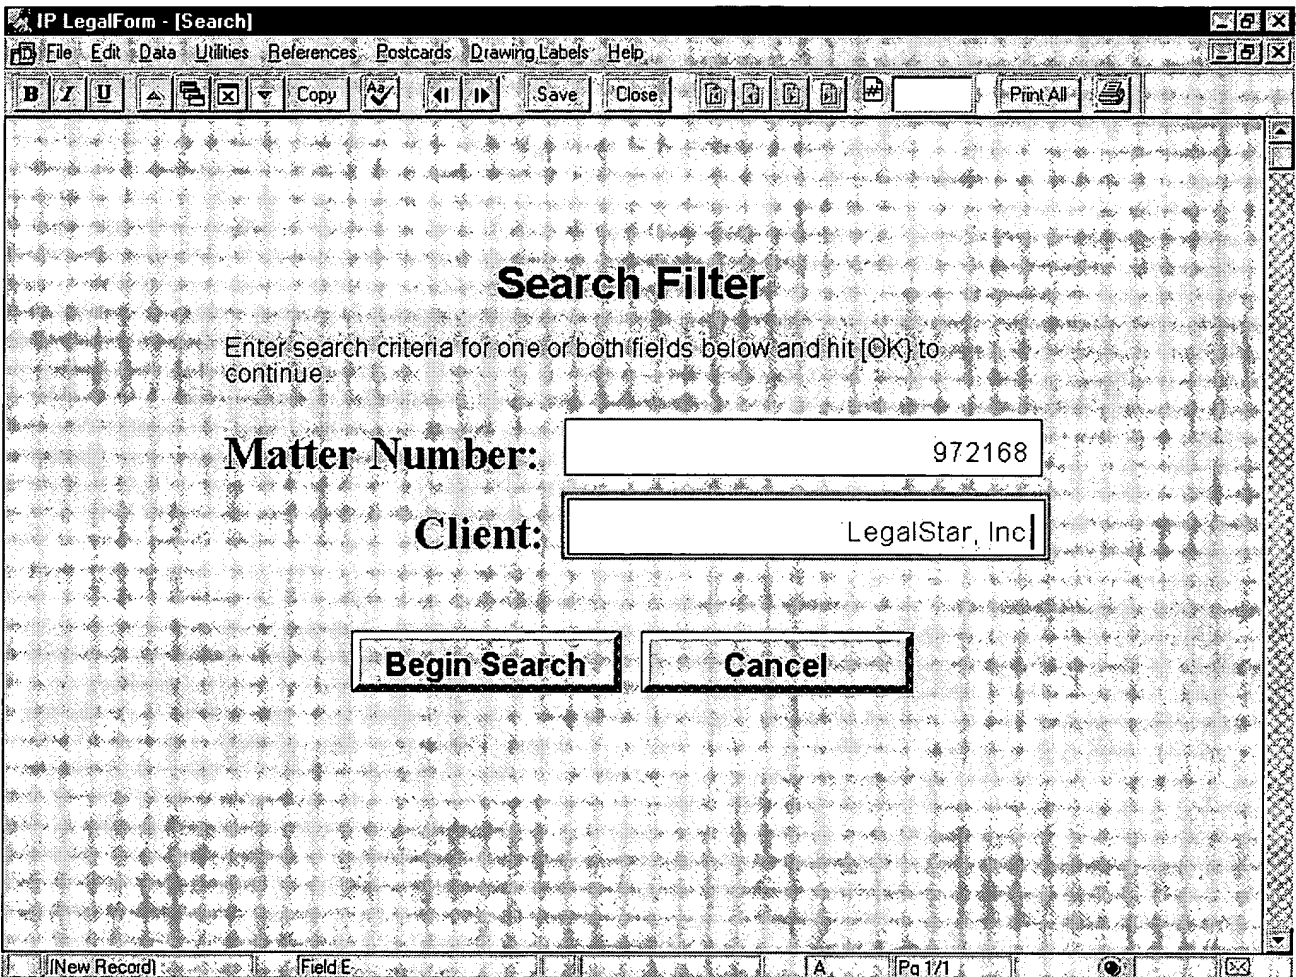 IP LegalForm - [Search]
File Edit Data Utilities References Postcards Drawing Labels Help
B I U Copy Save Close Print All
Search Filter
Enter search criteria for one or both fields below and hit [OK} to
continue.
Matter Number: 972168
Client: LegalStar, Inc
Begin Search Cancel
[New Record] Field E A Pg 1/1